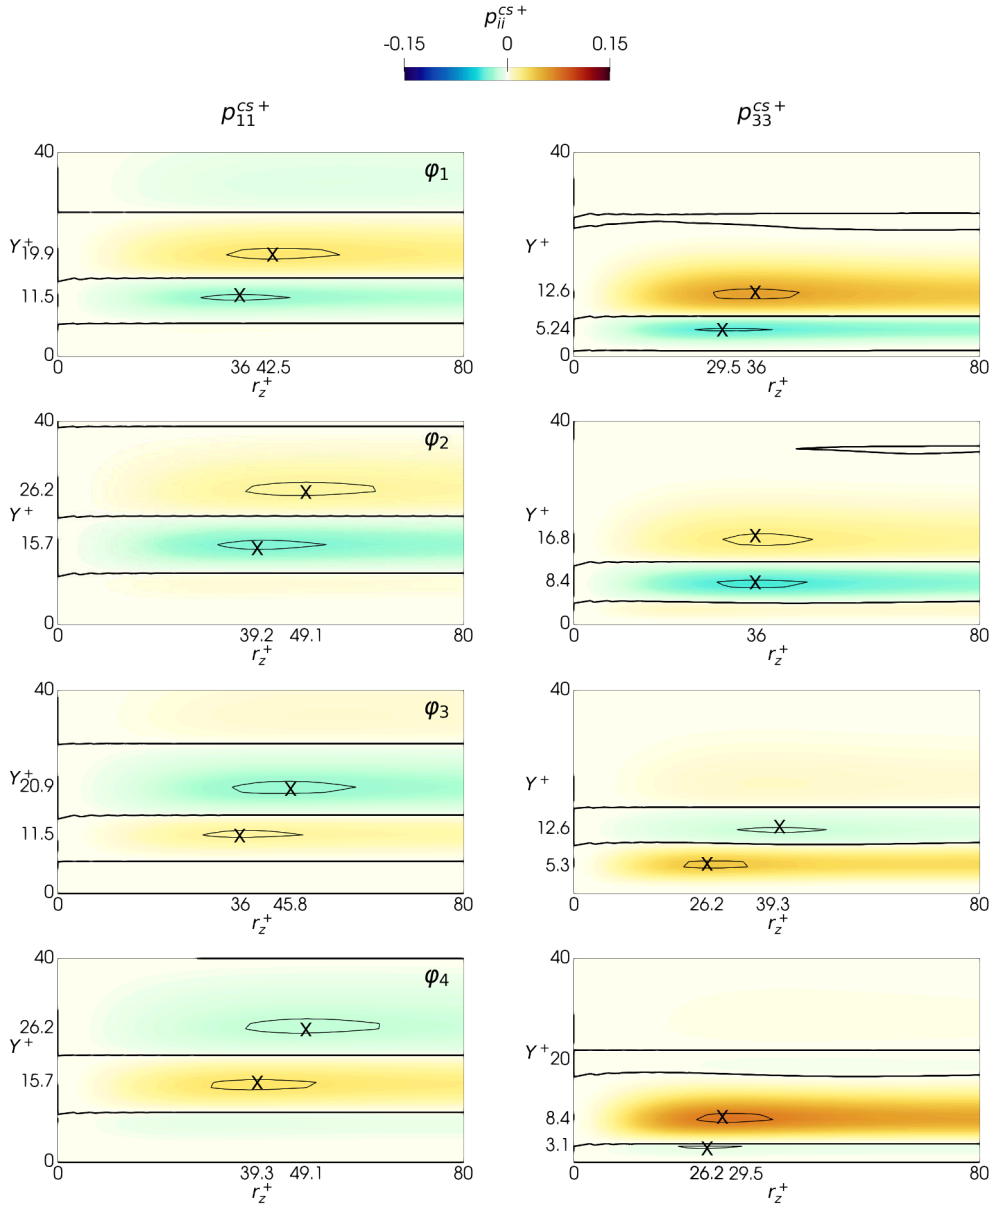 p_{ii}^{cs+}
-0.15 0 0.15
p_{11}^{cs+} p_{33}^{cs+}
φ_1
40
Y^+
19.9
11.5
0
0 36 42.5 80
r_z^+
40
Y^+
12.6
5.24
0
0 29.5 36 80
r_z^+
φ_2
40
26.2
Y^+
15.7
0
0 39.2 49.1 80
r_z^+
40
Y^+
16.8
8.4
0
0 36 80
r_z^+
φ_3
40
Y^+
20.9
11.5
0
0 36 45.8 80
r_z^+
40
Y^+
12.6
5.3
0
0 26.2 39.3 80
r_z^+
φ_4
40
26.2
Y^+
15.7
0
0 39.3 49.1 80
r_z^+
40
Y^+
20
8.4
3.1
0
0 26.2 29.5 80
r_z^+